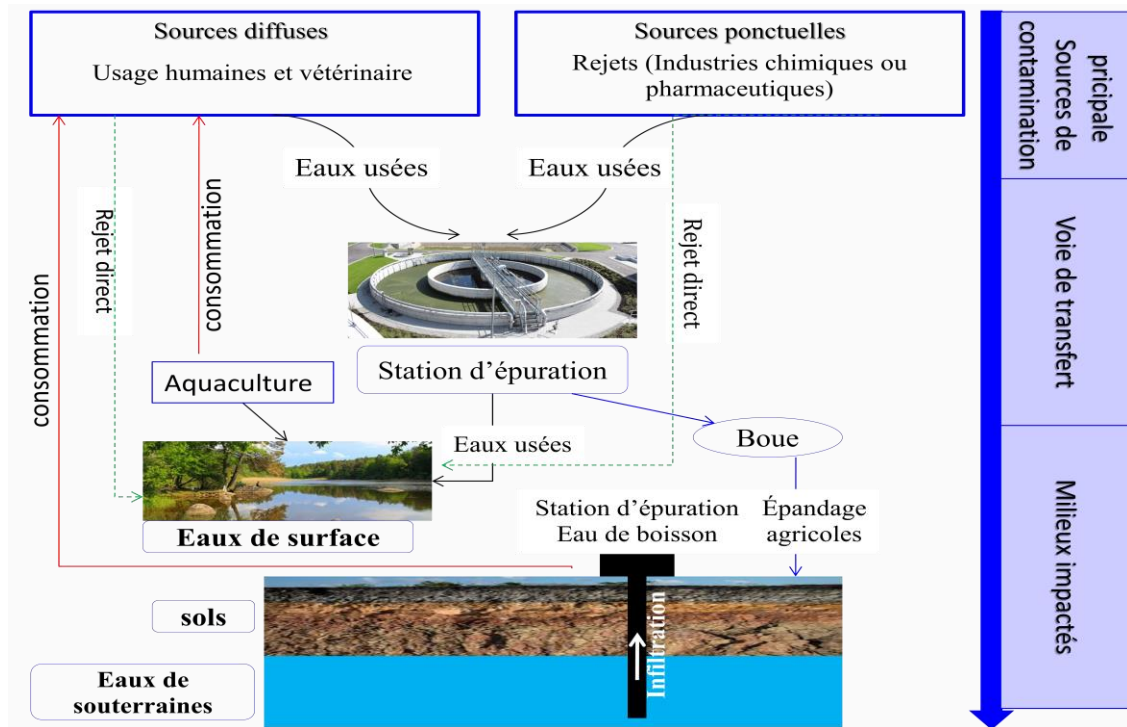 Sources diffuses
Usage humaines et vétérinaire
Sources ponctuelles
Rejets (Industries chimiques ou
pharmaceutiques)
pricipale
Sources de
contamination
Eaux usées
Eaux usées
Rejet direct
consommation
Rejet direct
consommation
Voie de transfert
Station d'épuration
Aquaculture
Eaux usées
Boue
Eaux de surface
Station d'épuration
Eau de boisson
Épandage
agricoles
Milieux impactés
sols
Infiltration
Eaux de
souterraines